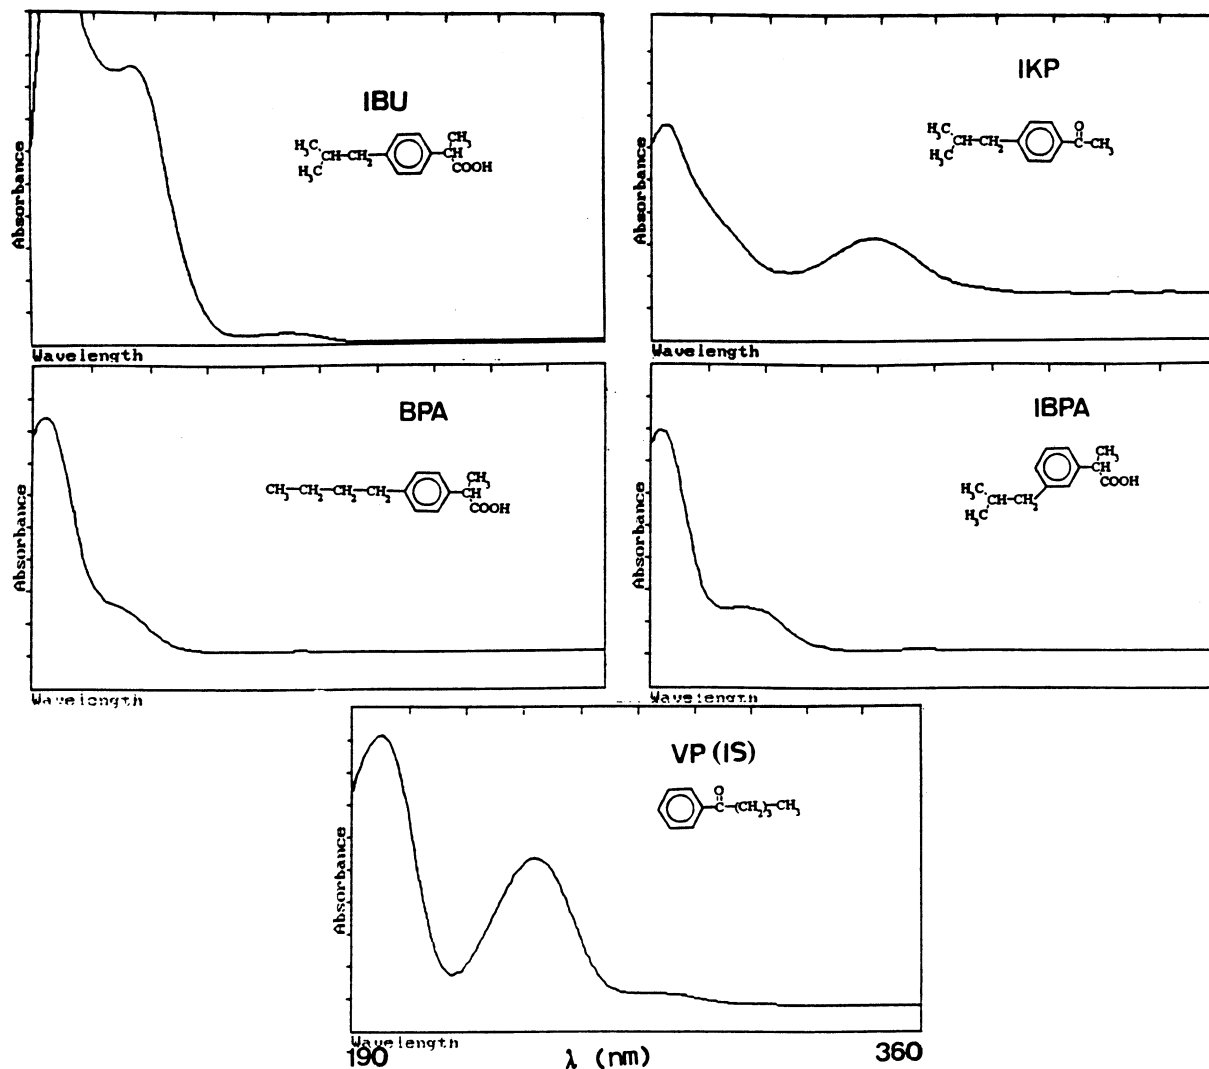 IBU
H₃C
CH—CH₂
H₃C
CH₃
CH
COOH
Absorbance
Wavelength
IKP
H₃C
CH—CH₂
H₃C
O
C—CH₃
Absorbance
Wavelength
BPA
CH₃—CH₂—CH₂—CH₂
CH₃
CH
COOH
Absorbance
Wavelength
IBPA
CH₃
CH
COOH
H₃C
CH—CH₂
H₃C
Absorbance
Wavelength
VP (IS)
O
C—(CH₂)₃—CH₃
Absorbance
Wavelength
190 λ (nm) 360